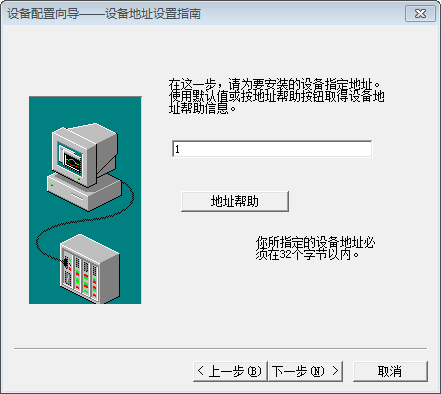 设备配置向导——设备地址设置指南
在这一步，请为要安装的设备指定地址。
使用默认值或按地址帮助按钮取得设备地
址帮助信息。
1
地址帮助
你所指定的设备地址必
须在32个字节以内。
< 上一步(B) 下一步(N) > 取消